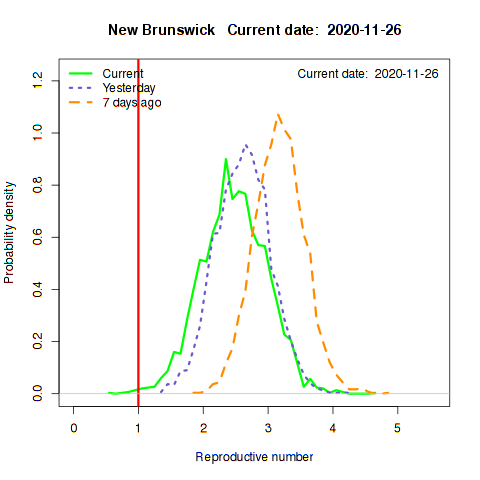 New Brunswick   Current date:  2020-11-26
Current
Yesterday
7 days ago
Current date:  2020-11-26
Probability density
1.2
1.0
0.8
0.6
0.4
0.2
0.0
0 1 2 3 4 5
Reproductive number